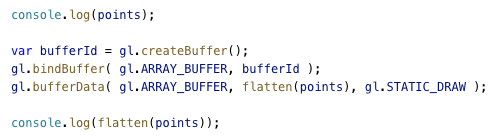 console.log(points);
var bufferId = gl.createBuffer();
gl.bindBuffer( gl.ARRAY_BUFFER, bufferId );
gl.bufferData( gl.ARRAY_BUFFER, flatten(points), gl.STATIC_DRAW );
console.log(flatten(points));